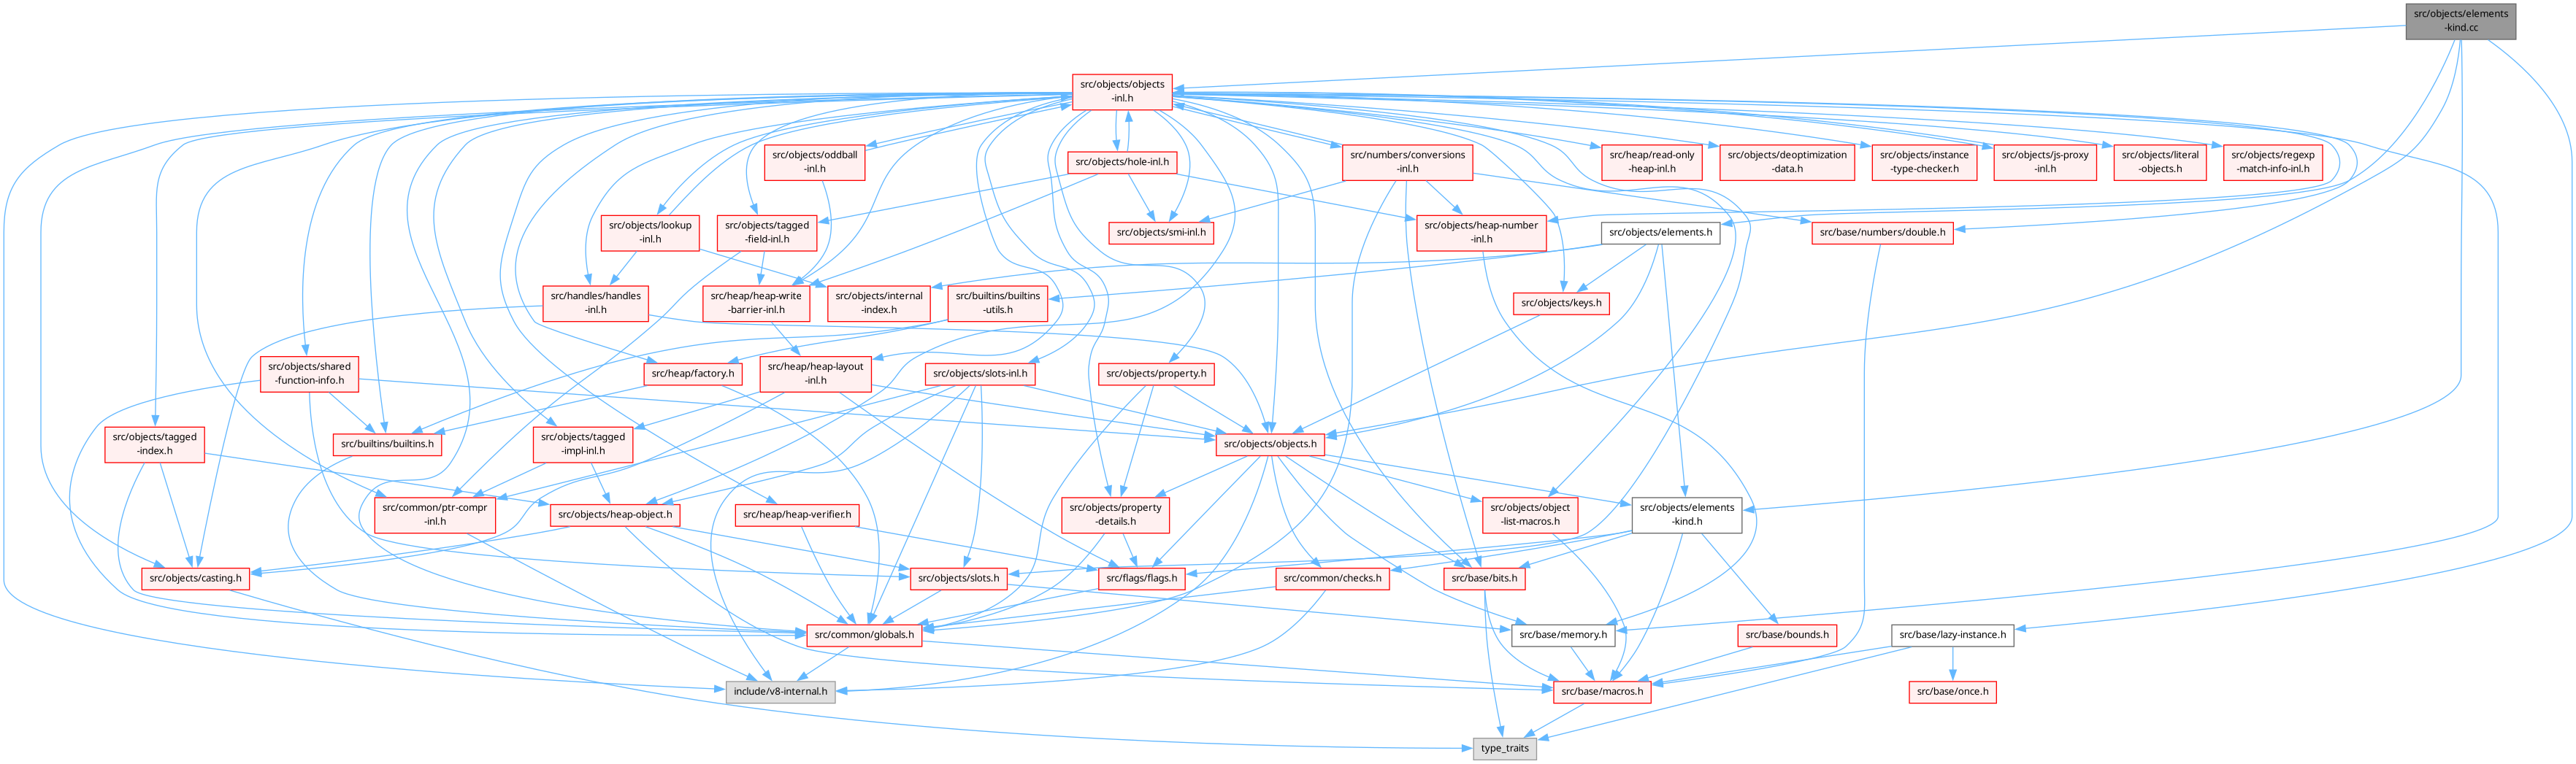 src/objects/elements
-kind.cc
src/objects/objects
-inl.h
src/objects/oddball
-inl.h
src/objects/hole-inl.h
src/numbers/conversions
-inl.h
src/heap/read-only
-heap-inl.h
src/objects/deoptimization
-data.h
src/objects/instance
-type-checker.h
src/objects/js-proxy
-inl.h
src/objects/literal
-objects.h
src/objects/regexp
-match-info-inl.h
src/objects/lookup
-inl.h
src/objects/tagged
-field-inl.h
src/objects/smi-inl.h
src/objects/heap-number
-inl.h
src/objects/elements.h
src/base/numbers/double.h
src/handles/handles
-inl.h
src/heap/heap-write
-barrier-inl.h
src/objects/internal
-index.h
src/builtins/builtins
-utils.h
src/objects/keys.h
src/objects/shared
-function-info.h
src/heap/factory.h
src/heap/heap-layout
-inl.h
src/objects/slots-inl.h
src/objects/property.h
src/objects/tagged
-index.h
src/builtins/builtins.h
src/objects/tagged
-impl-inl.h
src/objects/objects.h
src/common/ptr-compr
-inl.h
src/objects/heap-object.h
src/heap/heap-verifier.h
src/objects/property
-details.h
src/objects/object
-list-macros.h
src/objects/elements
-kind.h
src/objects/casting.h
src/objects/slots.h
src/flags/flags.h
src/common/checks.h
src/base/bits.h
src/common/globals.h
src/base/memory.h
src/base/bounds.h
src/base/lazy-instance.h
include/v8-internal.h
src/base/macros.h
src/base/once.h
type_traits